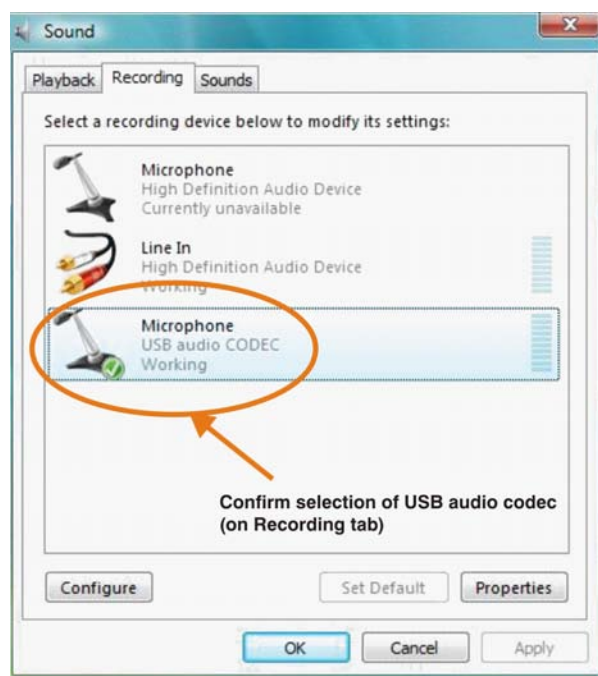 Sound
Playback Recording Sounds
Select a recording device below to modify its settings:
Microphone
High Definition Audio Device
Currently unavailable
Line In
High Definition Audio Device
Working
Microphone
USB audio CODEC
Working
Confirm selection of USB audio codec
(on Recording tab)
Configure Set Default Properties
OK Cancel Apply